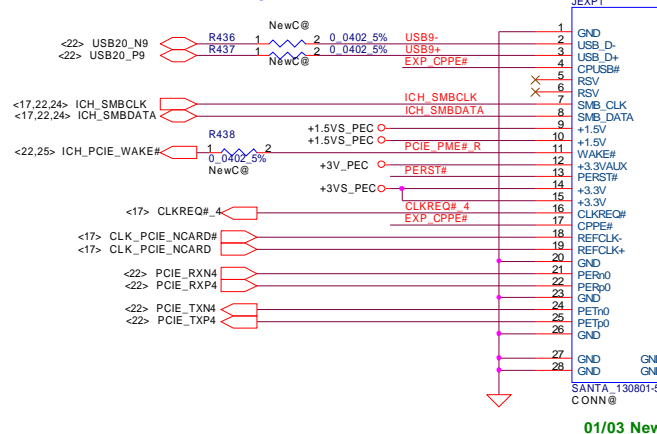 JEXP1
NewC@
<22> USB20_N9 R436 1 2 0_0402_5% USB9- 1 GND
<22> USB20_P9 R437 1 2 0_0402_5% USB9+ 2 USB_D-
NewC@ 3 USB_D+
EXP_CPPE# 4 CPUSB#
5 RSV
6 RSV
<17,22,24> ICH_SMBCLK ICH_SMBCLK 7 SMB_CLK
<17,22,24> ICH_SMBDATA ICH_SMBDATA 8 SMB_DATA
+1.5VS_PEC 9 +1.5V
+1.5VS_PEC 10 +1.5V
R438
<22,25> ICH_PCIE_WAKE# 1 2 PCIE_PME#_R 11 WAKE#
0_0402_5%
NewC@
+3V_PEC 12 +3.3VAUX
PERST# 13 PERST#
+3VS_PEC 14 +3.3V
15 +3.3V
<17> CLKREQ#_4 CLKREQ#_4 16 CLKREQ#
EXP_CPPE# 17 CPPE#
<17> CLK_PCIE_NCARD# 18 REFCLK-
<17> CLK_PCIE_NCARD 19 REFCLK+
20 GND
<22> PCIE_RXN4 21 PERn0
<22> PCIE_RXP4 22 PERp0
23 GND
<22> PCIE_TXN4 24 PETn0
<22> PCIE_TXP4 25 PETp0
26 GND
27 GND GN
28 GND GN
SANTA_130801-5
CONN@
01/03 New